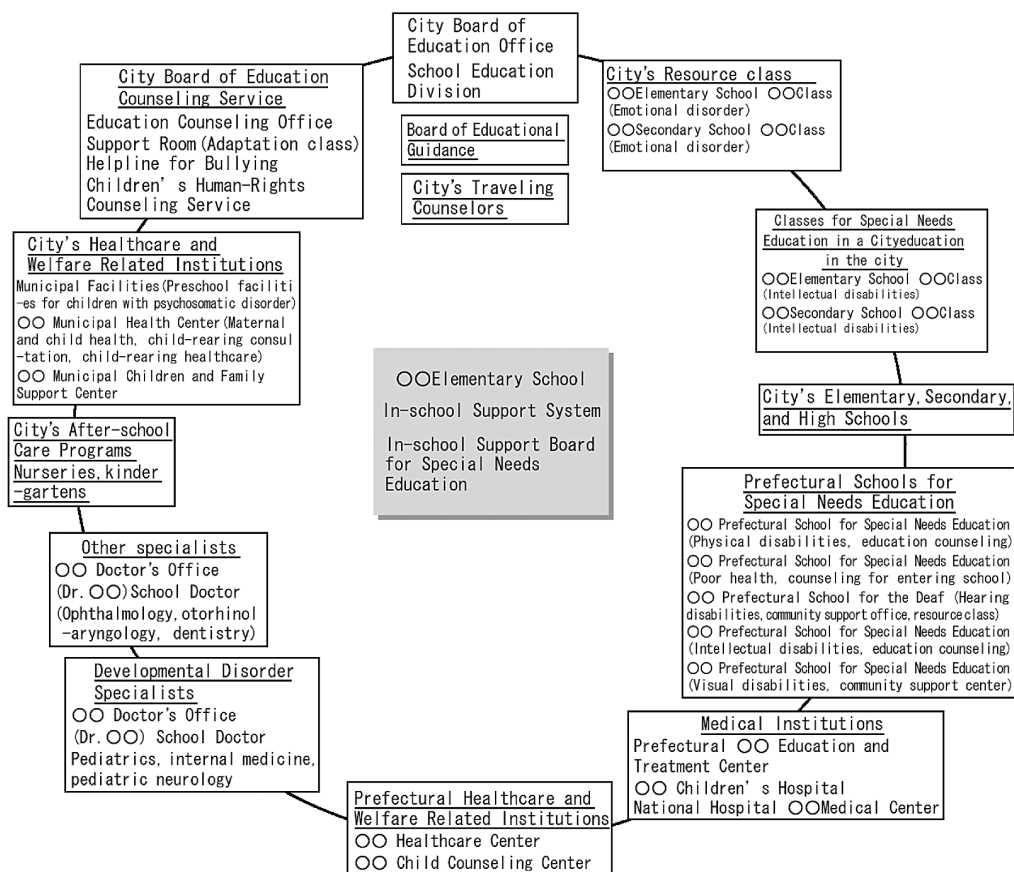 City Board of
Education Office
School Education
Division
Board of Educational
Guidance
City's Traveling
Counselors
City's Resource class
○○Elementary School ○○Class
(Emotional disorder)
○○Secondary School ○○Class
(Emotional disorder)
Classes for Special Needs
Education in a Cityeducation
in the city
○○Elementary School ○○Class
(Intellectual disabilities)
○○Secondary School ○○Class
(Intellectual disabilities)
City's Elementary, Secondary,
and High Schools
Prefectural Schools for
Special Needs Education
○○ Prefectural School for Special Needs Education
(Physical disabilities, education counseling)
○○ Prefectural School for Special Needs Education
(Poor health, counseling for entering school)
○○ Prefectural School for the Deaf (Hearing
disabilities, community support office, resource class)
○○ Prefectural School for Special Needs Education
(Intellectual disabilities, education counseling)
○○ Prefectural School for Special Needs Education
(Visual disabilities, community support center)
Medical Institutions
Prefectural ○○ Education and
Treatment Center
○○ Children's Hospital
National Hospital ○○Medical Center
Prefectural Healthcare and
Welfare Related Institutions
○○ Healthcare Center
○○ Child Counseling Center
Developmental Disorder
Specialists
○○ Doctor's Office
(Dr. ○○) School Doctor
Pediatrics, internal medicine,
pediatric neurology
Other specialists
○○ Doctor's Office
(Dr. ○○)School Doctor
(Ophthalmology, otorhinol
-aryngology, dentistry)
City's After-school
Care Programs
Nurseries, kinder
-gartens
City's Healthcare and
Welfare Related Institutions
Municipal Facilities(Preschool faciliti
-es for children with psychosomatic disorder)
○○ Municipal Health Center(Maternal
and child health, child-rearing consul
-tation, child-rearing healthcare)
○○ Municipal Children and Family
Support Center
City Board of Education
Counseling Service
Education Counseling Office
Support Room(Adaptation class)
Helpline for Bullying
Children's Human-Rights
Counseling Service
○○Elementary School
In-school Support System
In-school Support Board
for Special Needs
Education